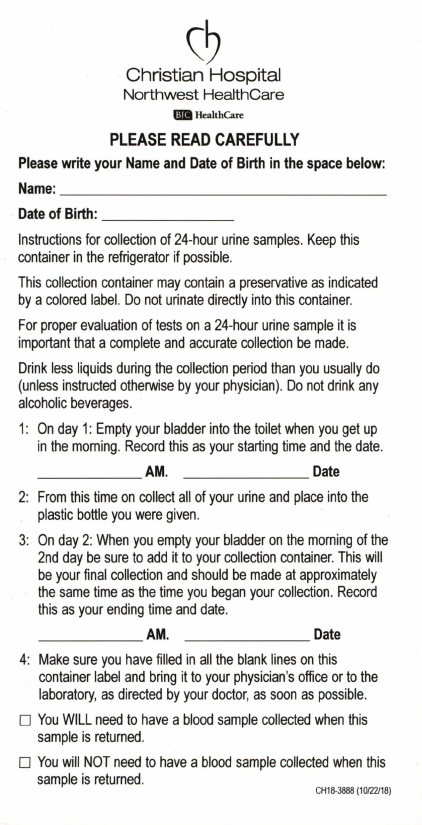 Christian Hospital
Northwest HealthCare
BJC HealthCare
PLEASE READ CAREFULLY
Please write your Name and Date of Birth in the space below:
Name: ____________________
Date of Birth: ____________________
Instructions for collection of 24-hour urine samples. Keep this
container in the refrigerator if possible.
This collection container may contain a preservative as indicated
by a colored label. Do not urinate directly into this container.
For proper evaluation of tests on a 24-hour urine sample it is
important that a complete and accurate collection be made.
Drink less liquids during the collection period than you usually do
(unless instructed otherwise by your physician). Do not drink any
alcoholic beverages.
1: On day 1: Empty your bladder into the toilet when you get up
in the morning. Record this as your starting time and the date.
____________________ AM. ____________________ Date
2: From this time on collect all of your urine and place into the
plastic bottle you were given.
3: On day 2: When you empty your bladder on the morning of the
2nd day be sure to add it to your collection container. This will
be your final collection and should be made at approximately
the same time as the time you began your collection. Record
this as your ending time and date.
____________________ AM. ____________________ Date
4: Make sure you have filled in all the blank lines on this
container label and bring it to your physician's office or to the
laboratory, as directed by your doctor, as soon as possible.
☐ You WILL need to have a blood sample collected when this
sample is returned.
☐ You will NOT need to have a blood sample collected when this
sample is returned.
CH18-3888 (10/22/18)